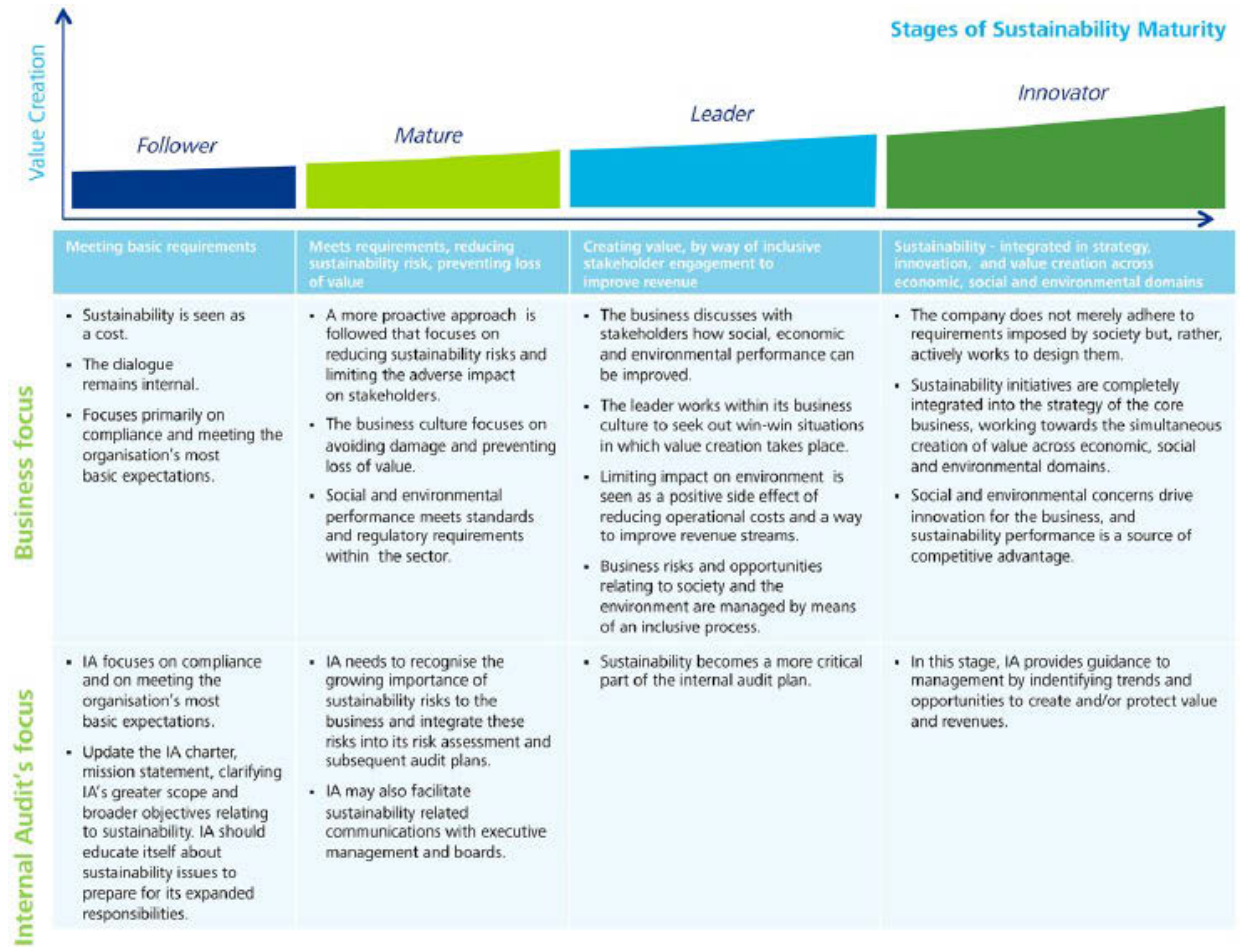 Stages of Sustainability Maturity
Value Creation
Follower
Mature
Leader
Innovator
Meeting basic requirements
Meets requirements, reducing
sustainability risk, preventing loss
of value
Creating value, by way of inclusive
stakeholder engagement to
improve revenue
Sustainability - integrated in strategy,
innovation, and value creation across
economic, social and environmental domains
Business focus
▪ Sustainability is seen as
a cost.
▪ The dialogue
remains internal.
▪ Focuses primarily on
compliance and meeting the
organisation's most
basic expectations.
▪ A more proactive approach is
followed that focuses on
reducing sustainability risks and
limiting the adverse impact
on stakeholders.
▪ The business culture focuses on
avoiding damage and preventing
loss of value.
▪ Social and environmental
performance meets standards
and regulatory requirements
within the sector.
▪ The business discusses with
stakeholders how social, economic
and environmental performance can
be improved.
▪ The leader works within its business
culture to seek out win-win situations
in which value creation takes place.
▪ Limiting impact on environment is
seen as a positive side effect of
reducing operational costs and a way
to improve revenue streams.
▪ Business risks and opportunities
relating to society and the
environment are managed by means
of an inclusive process.
▪ The company does not merely adhere to
requirements imposed by society but, rather,
actively works to design them.
▪ Sustainability initiatives are completely
integrated into the strategy of the core
business, working towards the simultaneous
creation of value across economic, social
and environmental domains.
▪ Social and environmental concerns drive
innovation for the business, and
sustainability performance is a source of
competitive advantage.
Internal Audit's focus
▪ IA focuses on compliance
and on meeting the
organisation's most
basic expectations.
▪ Update the IA charter,
mission statement, clarifying
IA's greater scope and
broader objectives relating
to sustainability. IA should
educate itself about
sustainability issues to
prepare for its expanded
responsibilities.
▪ IA needs to recognise the
growing importance of
sustainability risks to the
business and integrate these
risks into its risk assessment and
subsequent audit plans.
▪ IA may also facilitate
sustainability related
communications with executive
management and boards.
▪ Sustainability becomes a more critical
part of the internal audit plan.
▪ In this stage, IA provides guidance to
management by indentifying trends and
opportunities to create and/or protect value
and revenues.